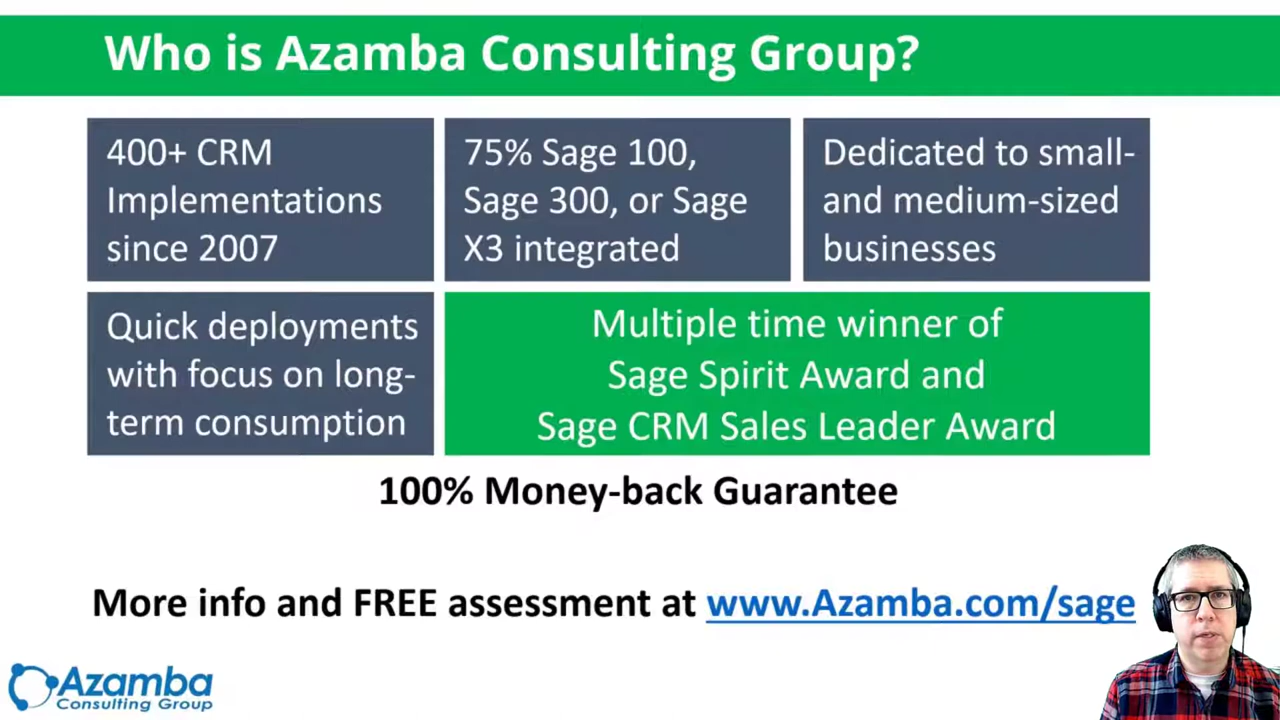 Who is Azamba Consulting Group?
400+ CRM
Implementations
since 2007
75% Sage 100,
Sage 300, or Sage
X3 integrated
Dedicated to small-
and medium-sized
businesses
Quick deployments
with focus on long-
term consumption
Multiple time winner of
Sage Spirit Award and
Sage CRM Sales Leader Award
100% Money-back Guarantee
More info and FREE assessment at www.Azamba.com/sage
Azamba
Consulting Group